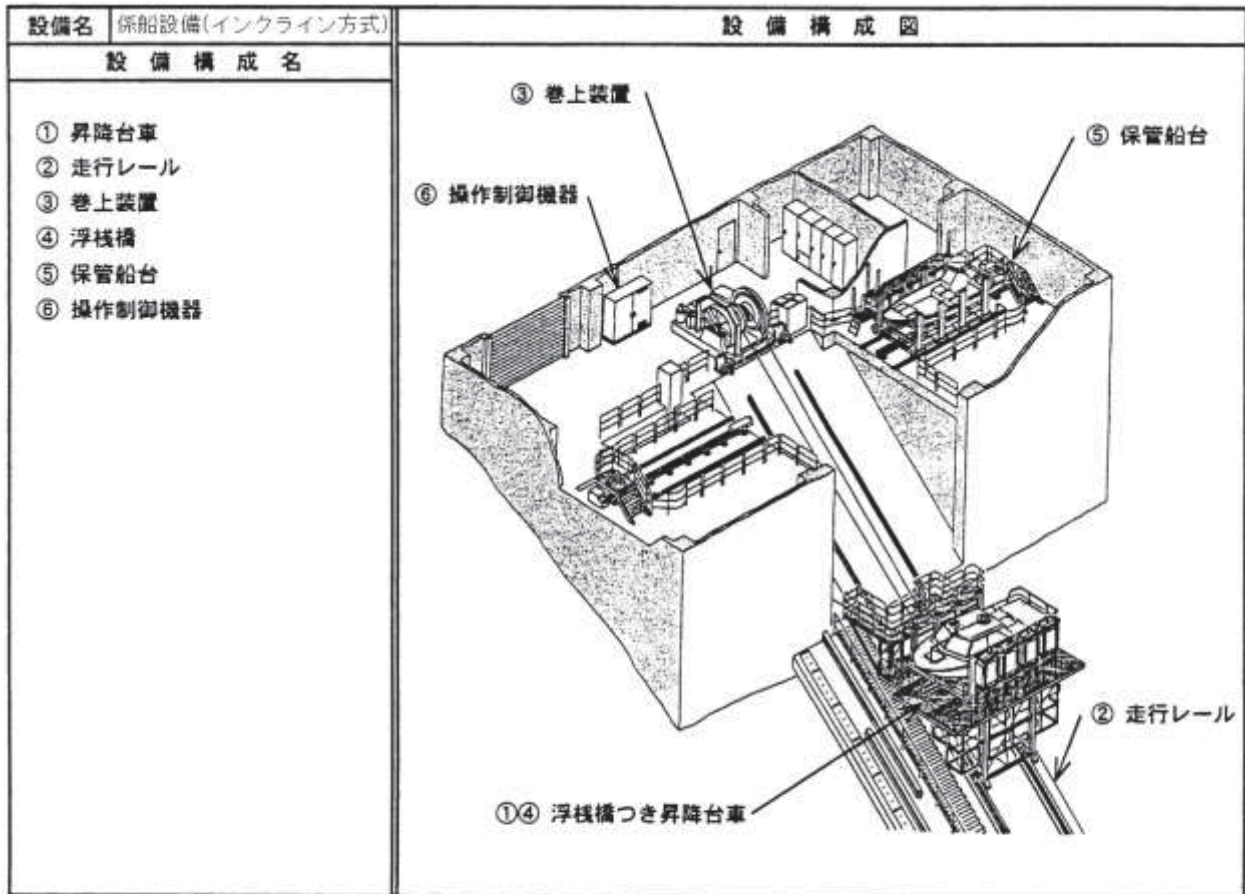 設備名 係船設備(インクライン方式)
設備構成名
① 昇降台車
② 走行レール
③ 巻上装置
④ 浮桟橋
⑤ 保管船台
⑥ 操作制御機器
設備構成図
③ 巻上装置
⑤ 保管船台
⑥ 操作制御機器
② 走行レール
①④ 浮桟橋つき昇降台車